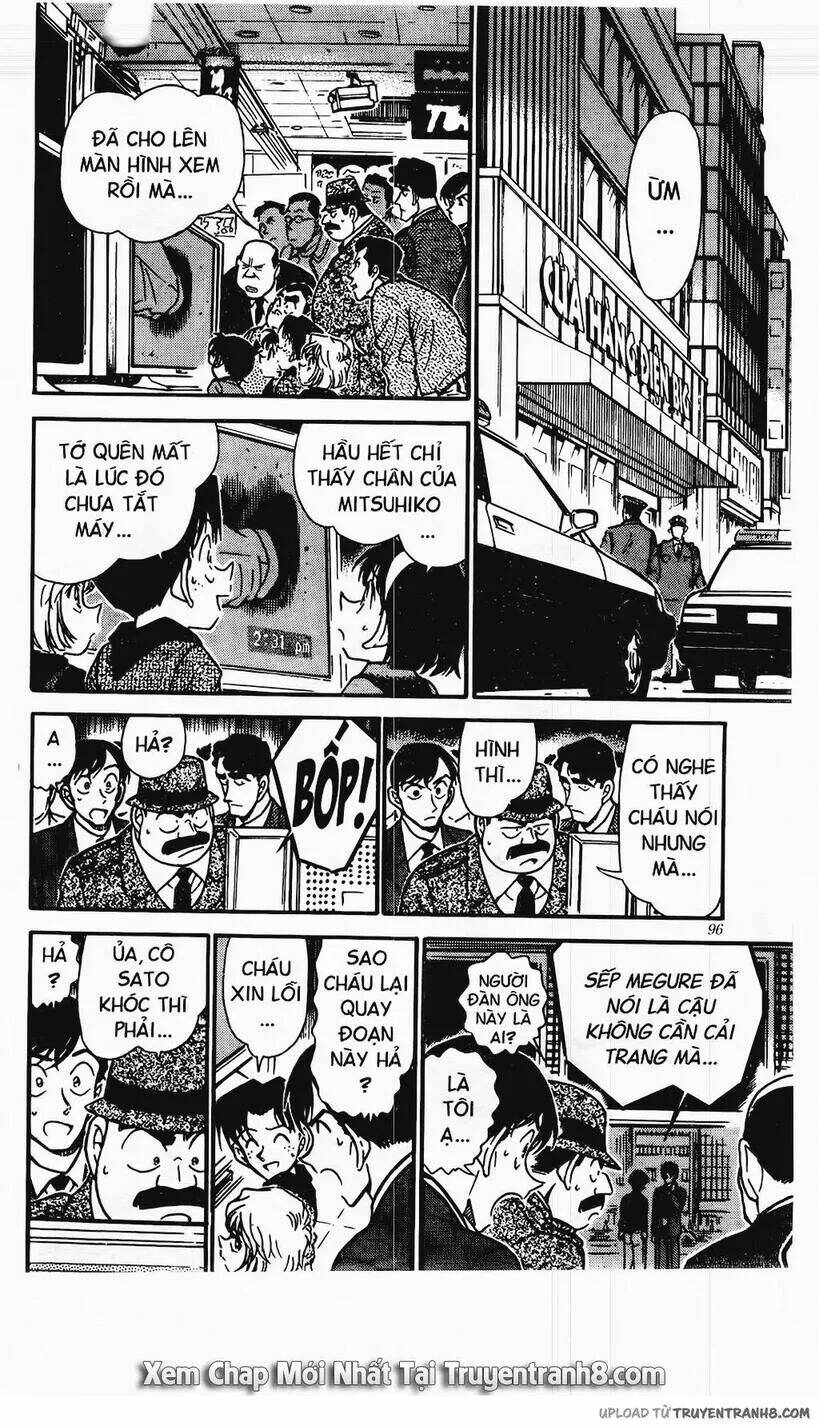 ỪM
...
CỬA HÀNG ĐIỆN
ĐÃ CHO LÊN
MÀN HÌNH XEM
RỒI MÀ...
HẦU HẾT CHỈ
THẤY CHÂN CỦA
MITSUHIKO
...
TỚ QUÊN MẤT
LÀ LÚC ĐÓ
CHƯA TẮT
MÁY...
2:31 pm
CÓ NGHE
THẤY
CHÁU NÓI
NHƯNG
MÀ...
HÌNH
THÌ...
BỐP!
HẢ?
A
...
96
SẾP MEGURE ĐÃ
NÓI LÀ CẬU
KHÔNG CẦN CẢI
TRANG MÀ...
NGƯỜI
ĐÀN ÔNG
NÀY LÀ
AI?
LÀ
TÔI
Ạ...
SAO
CHÁU LẠI
QUAY
ĐOẠN
NÀY HẢ
?
CHÁU
XIN LỖI
...
ỦA, CÔ
SATO
KHÓC THÌ
PHẢI...
HẢ
?
Xem Chap Mới Nhất Tại Truyentranh8.com
UPLOAD TỪ TRUYENTRANH8.COM